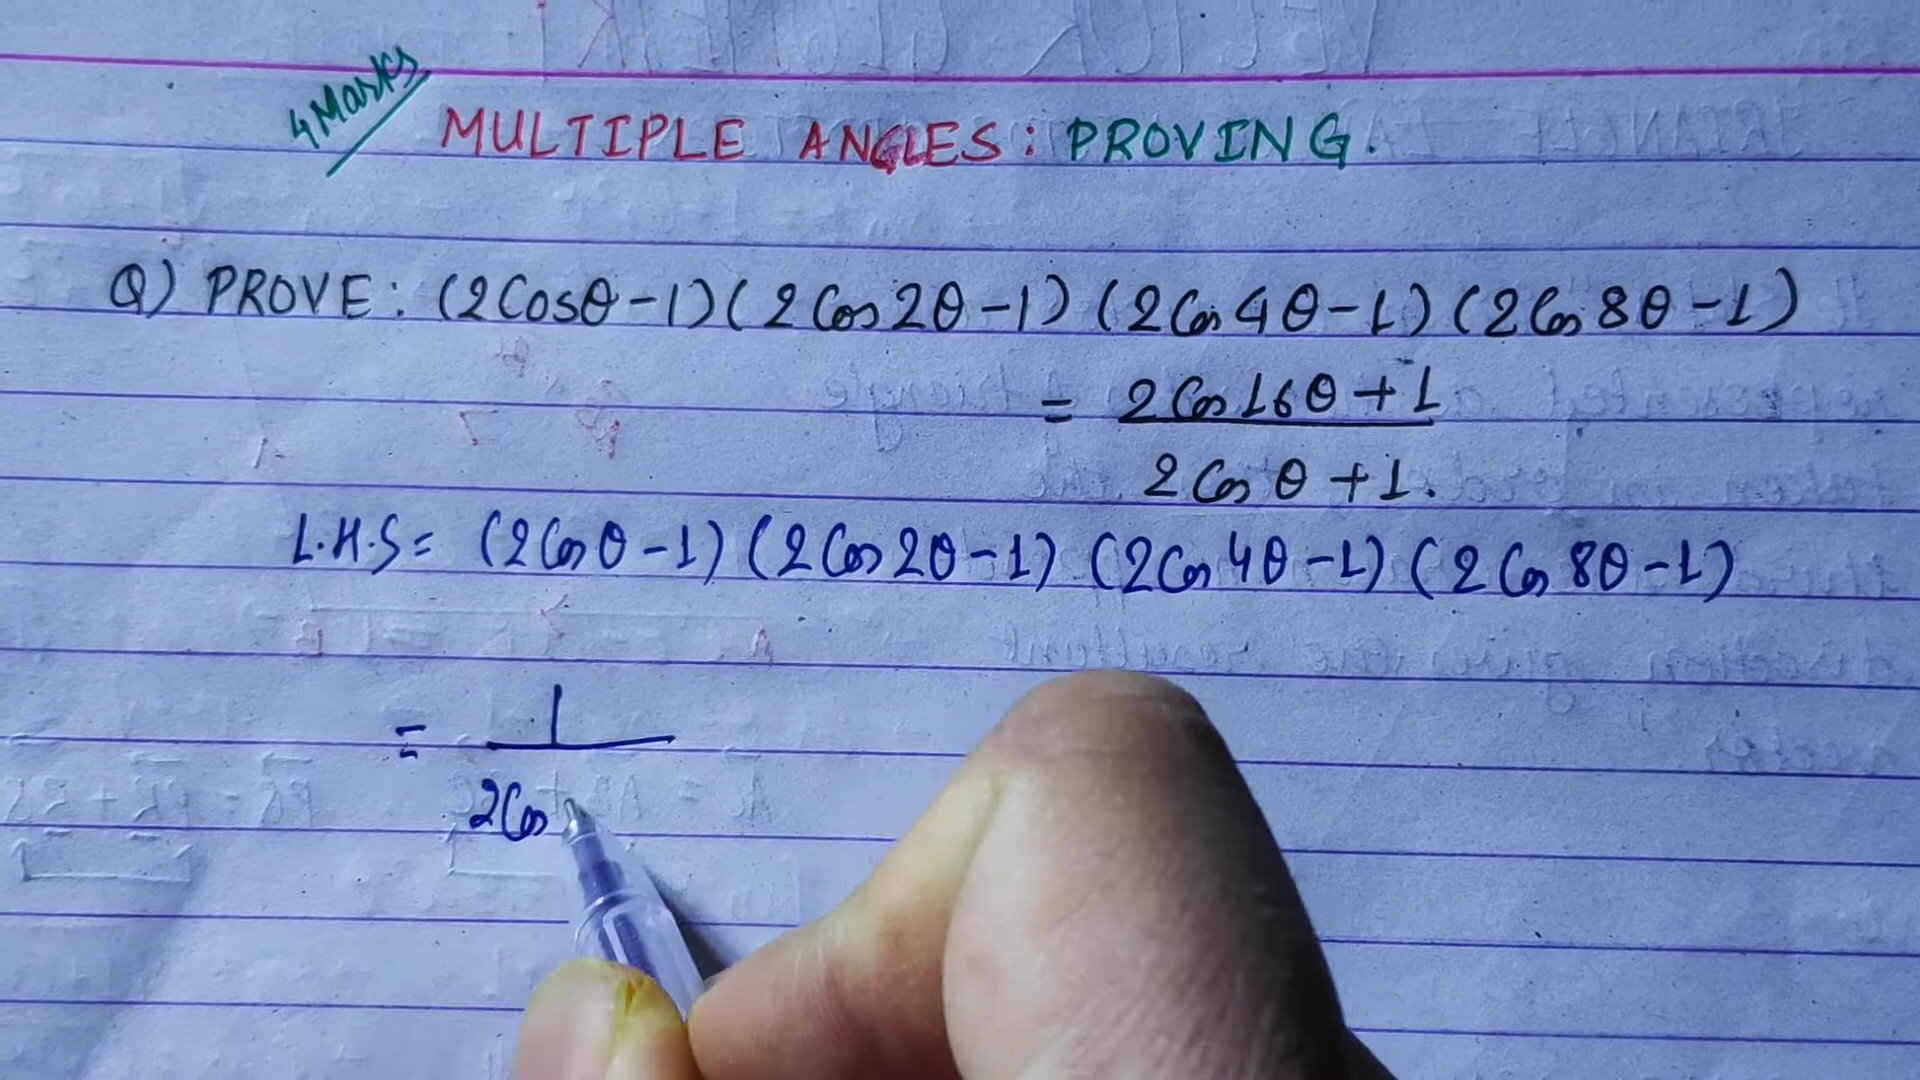 4 Marks
MULTIPLE ANGLES: PROVING.
Q) PROVE: (2Cosθ-1)(2Cos2θ-1)(2Cos4θ-1)(2Cos8θ-1)
= 2Cos16θ+1
2Cosθ+1.
L.H.S= (2Cosθ-1)(2Cos2θ-1)(2Cos4θ-1)(2Cos8θ-1)
= 1
2Cos